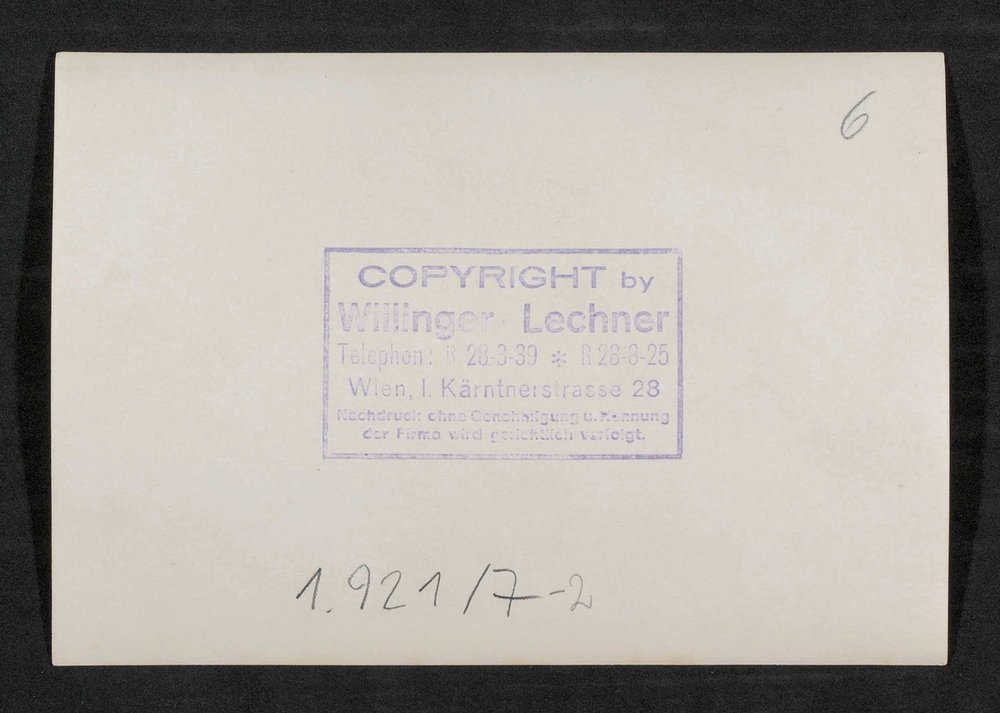 6
COPYRIGHT by
Willinger - Lechner
Telephon: R 28-3-39 * R 28-8-25
Wien, I. Kärntnerstrasse 28
Nachdruck ohne Genehmigung u. Nennung
der Firma wird gerichtlich verfolgt.
1.921/7-2